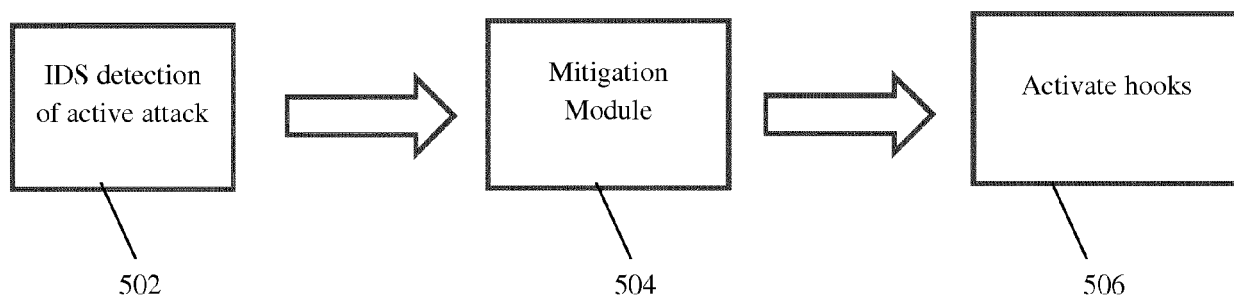 IDS detection
of active attack
Mitigation
Module
Activate hooks
502
504
506